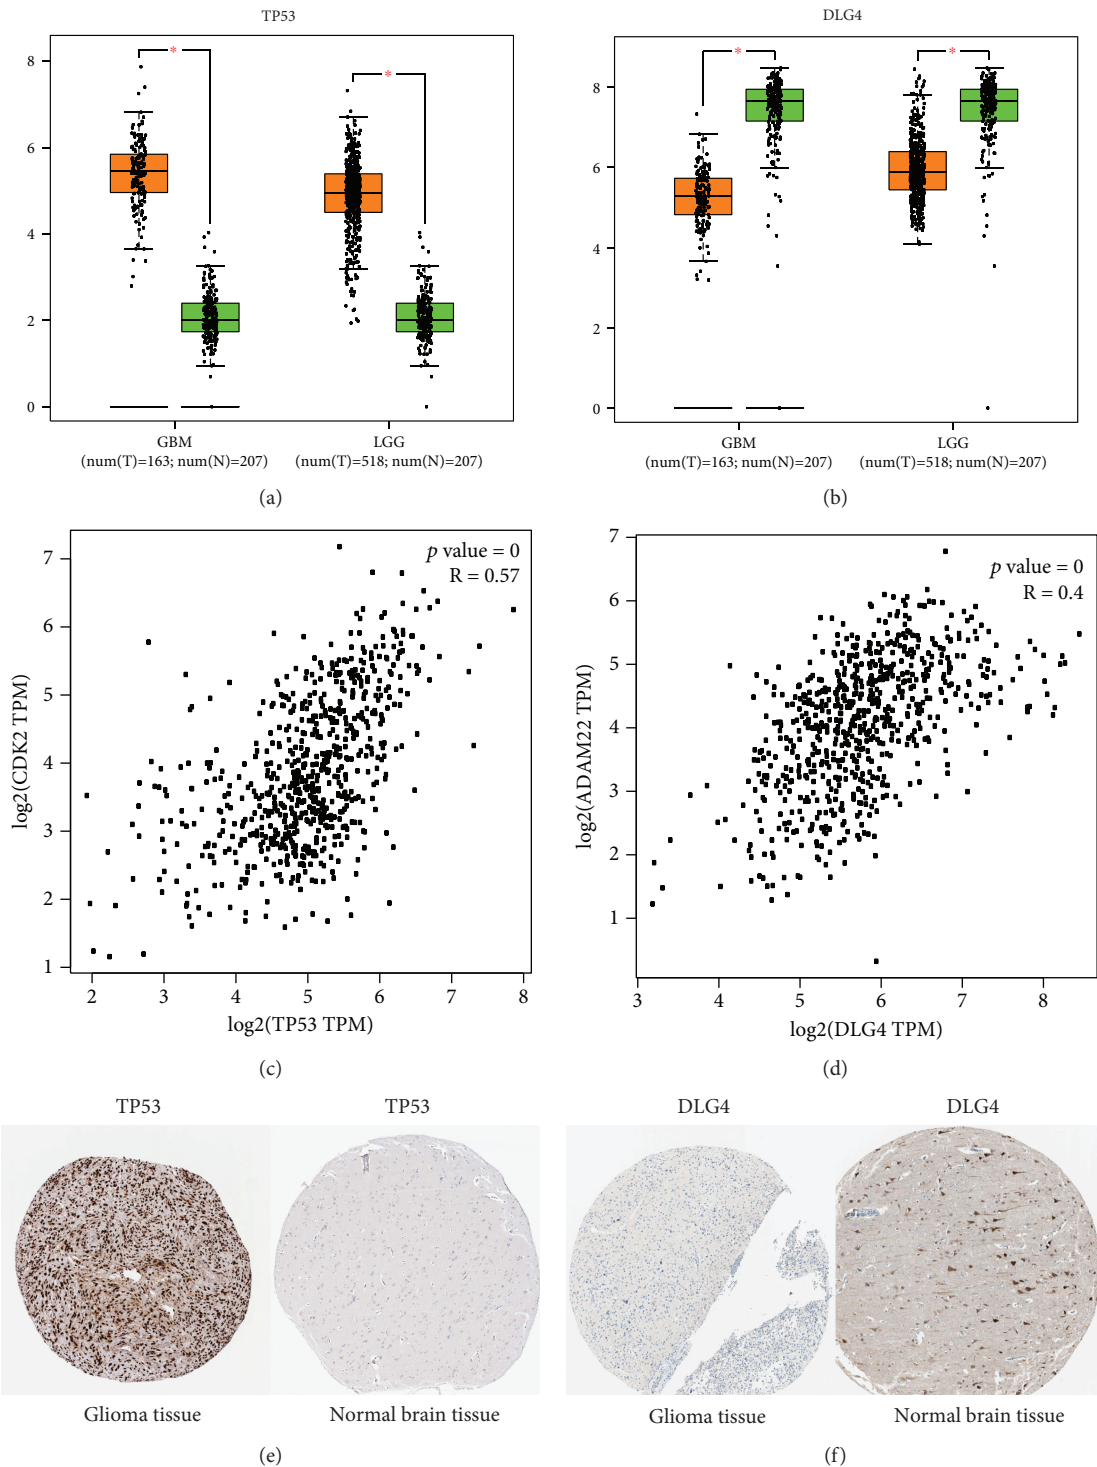 TP53
DLG4
*
*
*
*
8
6
4
2
0
8
6
4
2
0
GBM
(num(T)=163; num(N)=207)
LGG
(num(T)=518; num(N)=207)
GBM
(num(T)=163; num(N)=207)
LGG
(num(T)=518; num(N)=207)
(a)
(b)
p value = 0
R = 0.57
7
6
5
4
3
2
1
log2(CDK2 TPM)
2 3 4 5 6 7 8
log2(TP53 TPM)
(c)
p value = 0
R = 0.4
7
6
5
4
3
2
1
log2(ADAM22 TPM)
3 4 5 6 7 8
log2(DLG4 TPM)
(d)
TP53
TP53
DLG4
DLG4
Glioma tissue
Normal brain tissue
Glioma tissue
Normal brain tissue
(e)
(f)